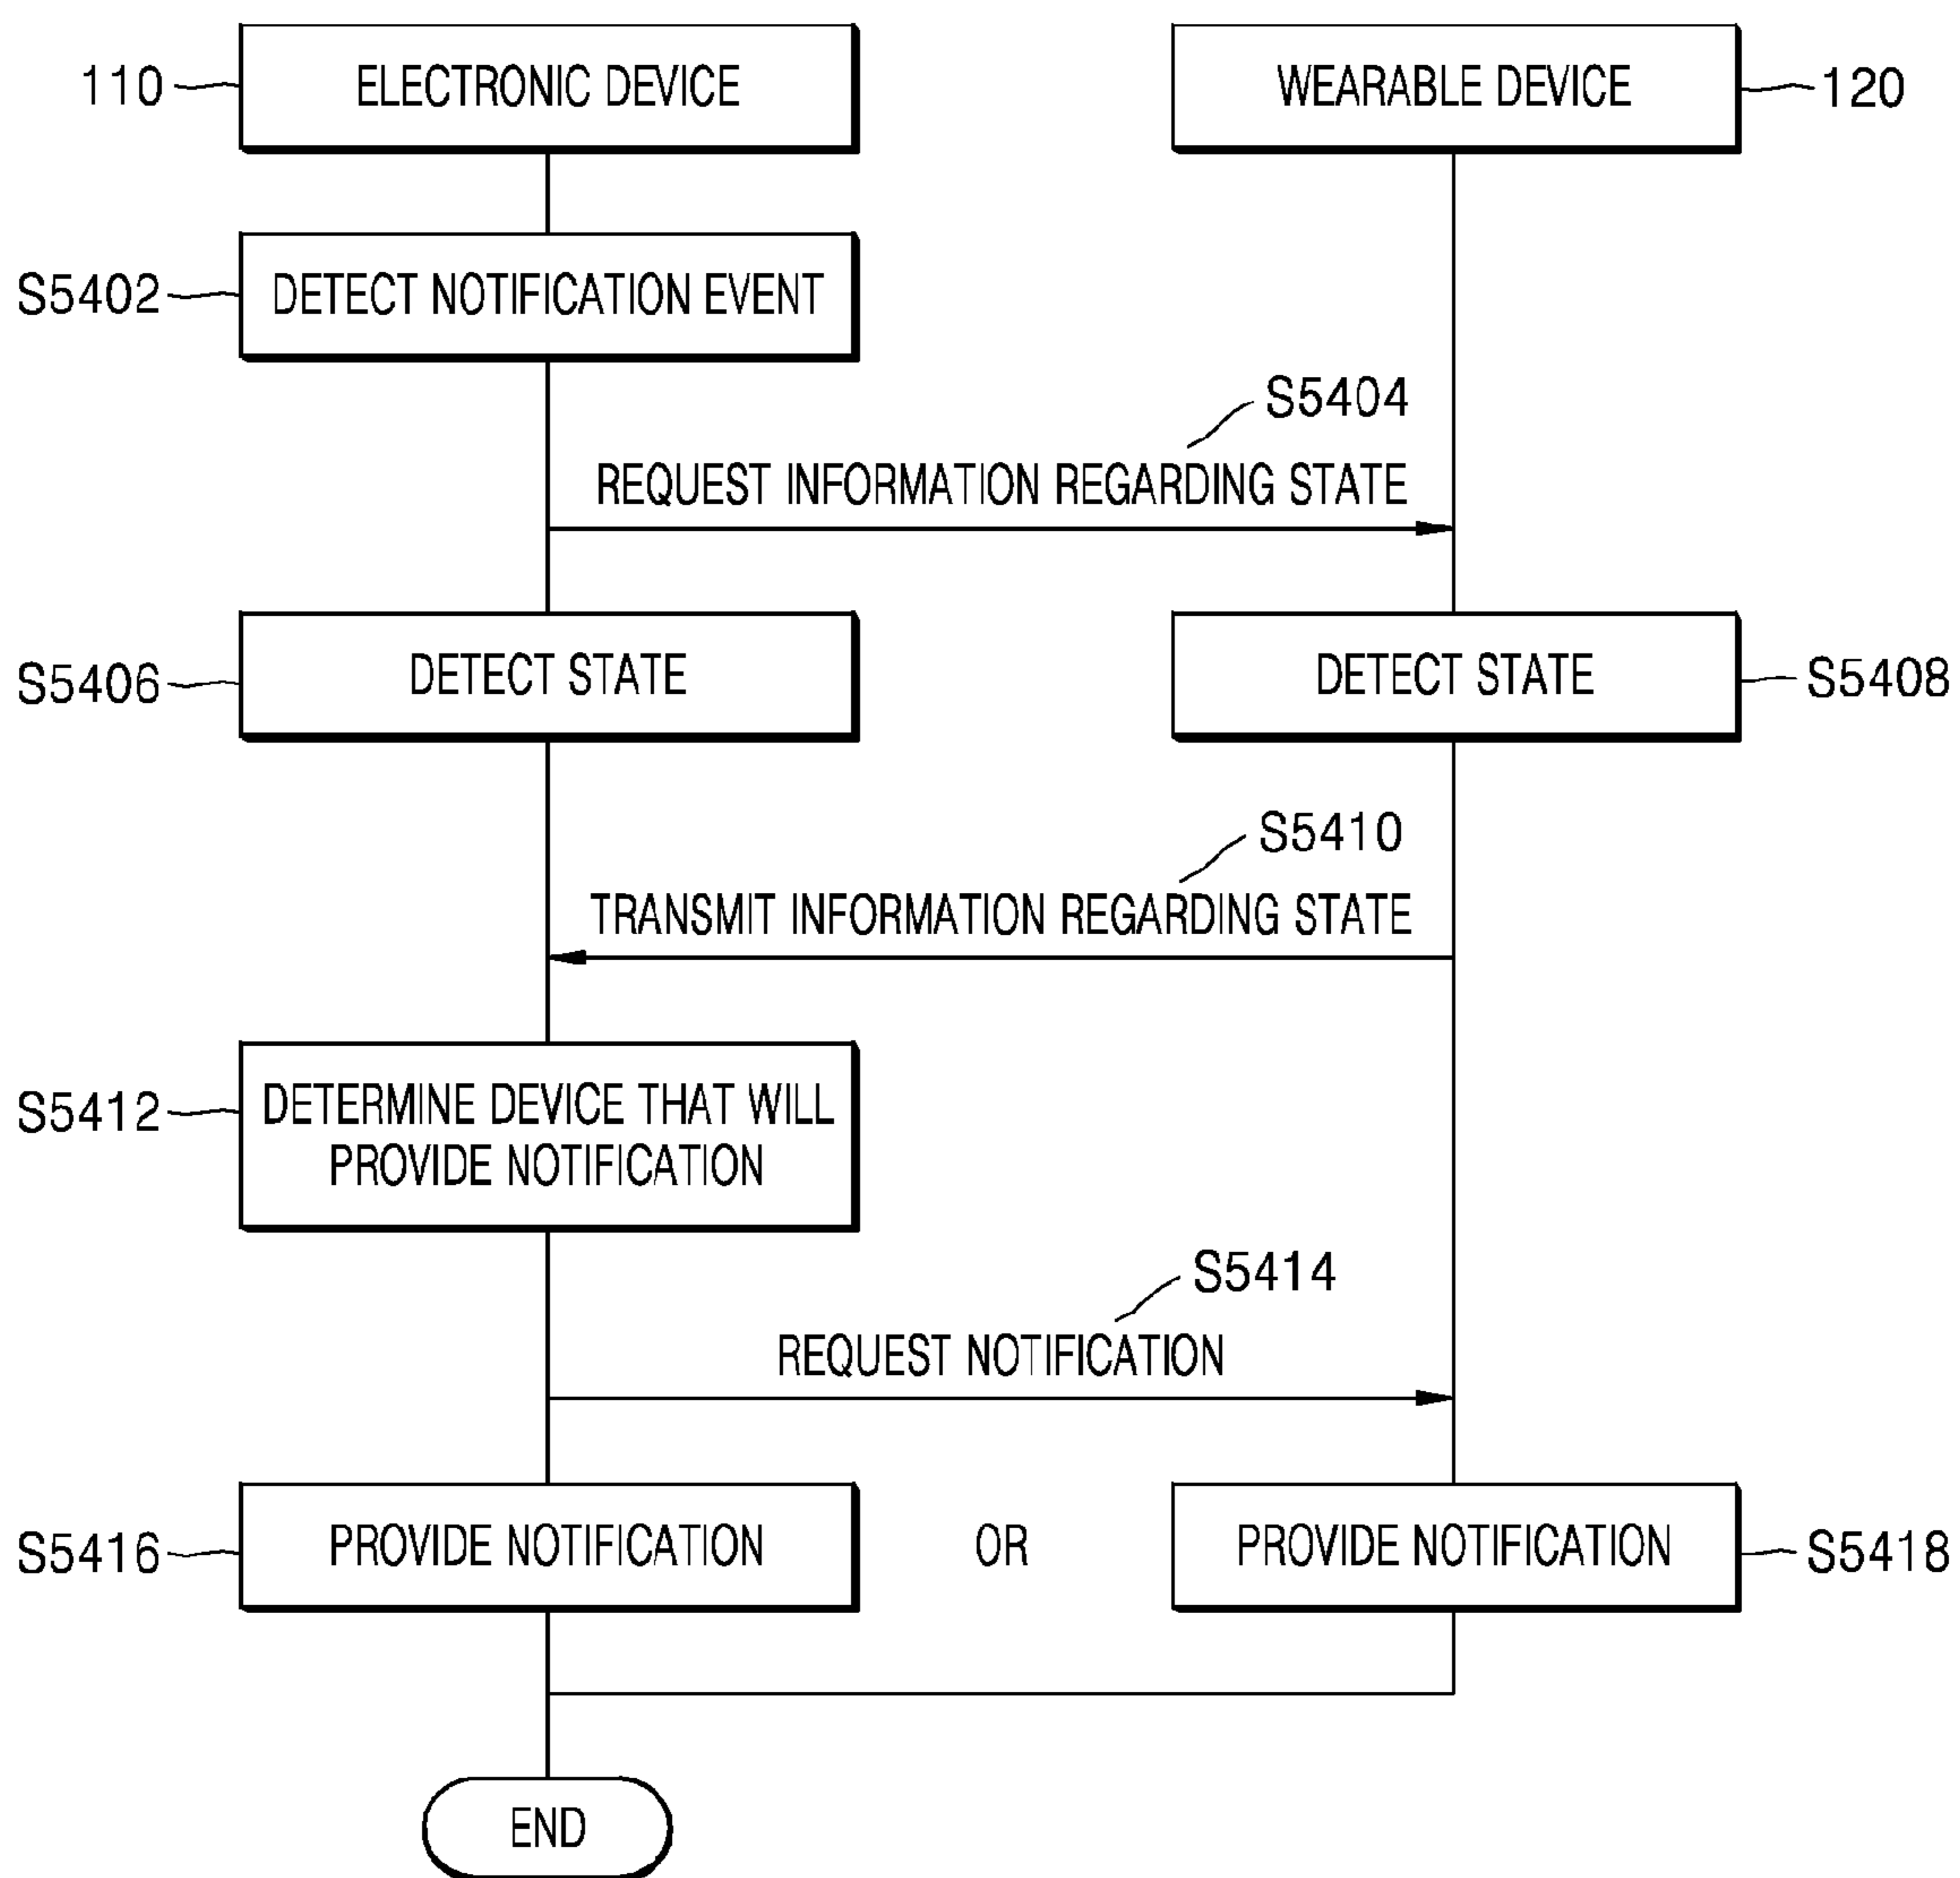 110
ELECTRONIC DEVICE
WEARABLE DEVICE
120
S5402
DETECT NOTIFICATION EVENT
S5404
REQUEST INFORMATION REGARDING STATE
S5406
DETECT STATE
DETECT STATE
S5408
S5410
TRANSMIT INFORMATION REGARDING STATE
S5412
DETERMINE DEVICE THAT WILL
PROVIDE NOTIFICATION
S5414
REQUEST NOTIFICATION
S5416
PROVIDE NOTIFICATION
OR
PROVIDE NOTIFICATION
S5418
END